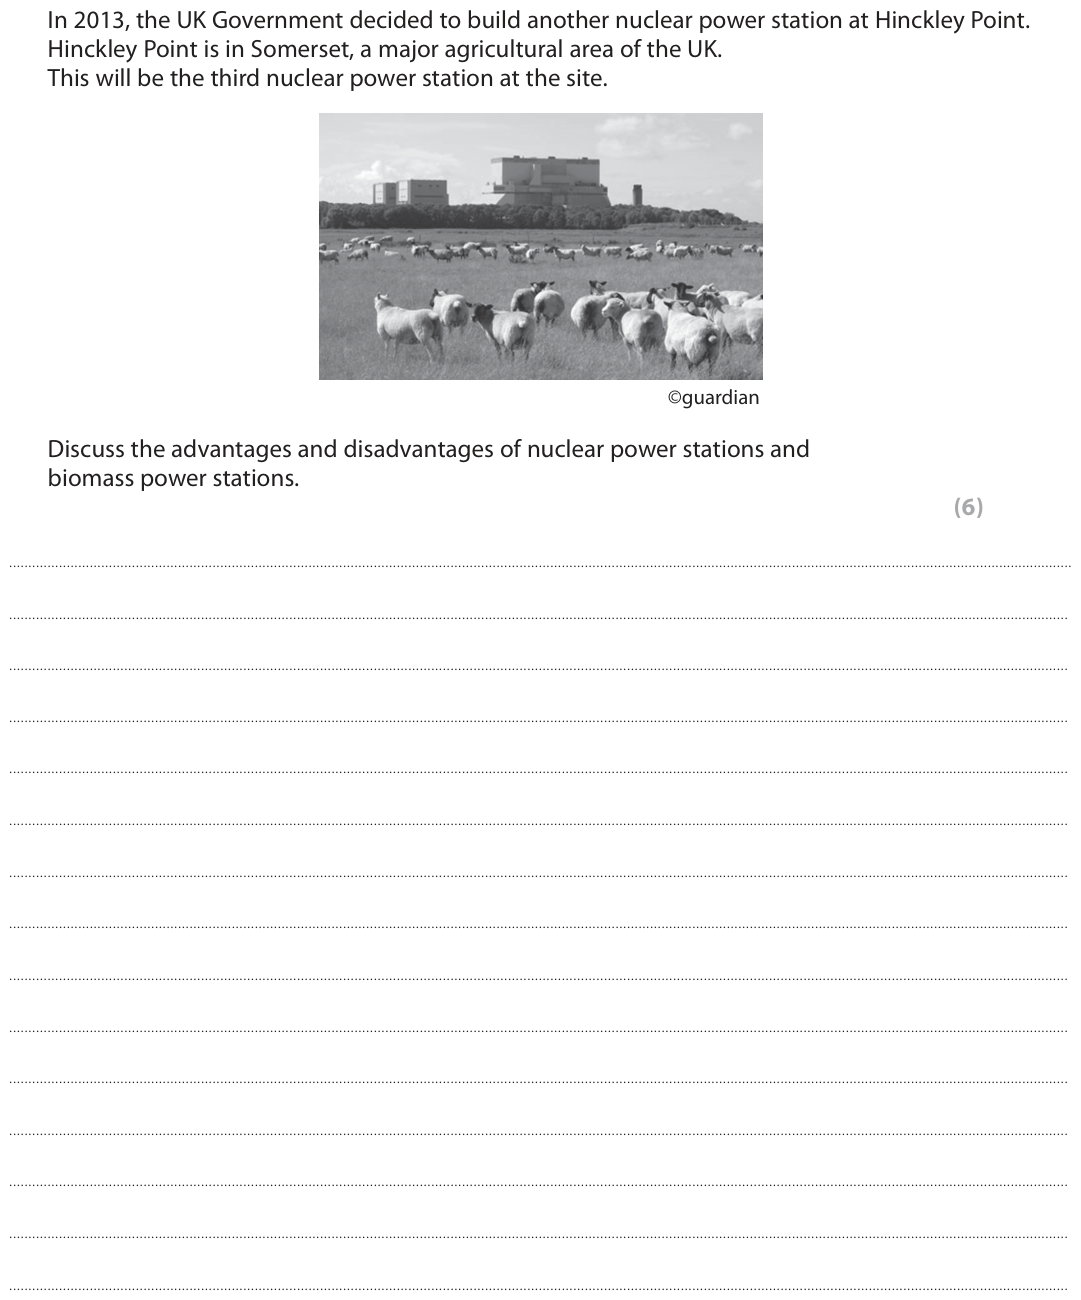 In 2013, the UK Government decided to build another nuclear power station at Hinckley Point.
Hinckley Point is in Somerset, a major agricultural area of the UK.
This will be the third nuclear power station at the site.
©guardian
Discuss the advantages and disadvantages of nuclear power stations and
biomass power stations.
(6)